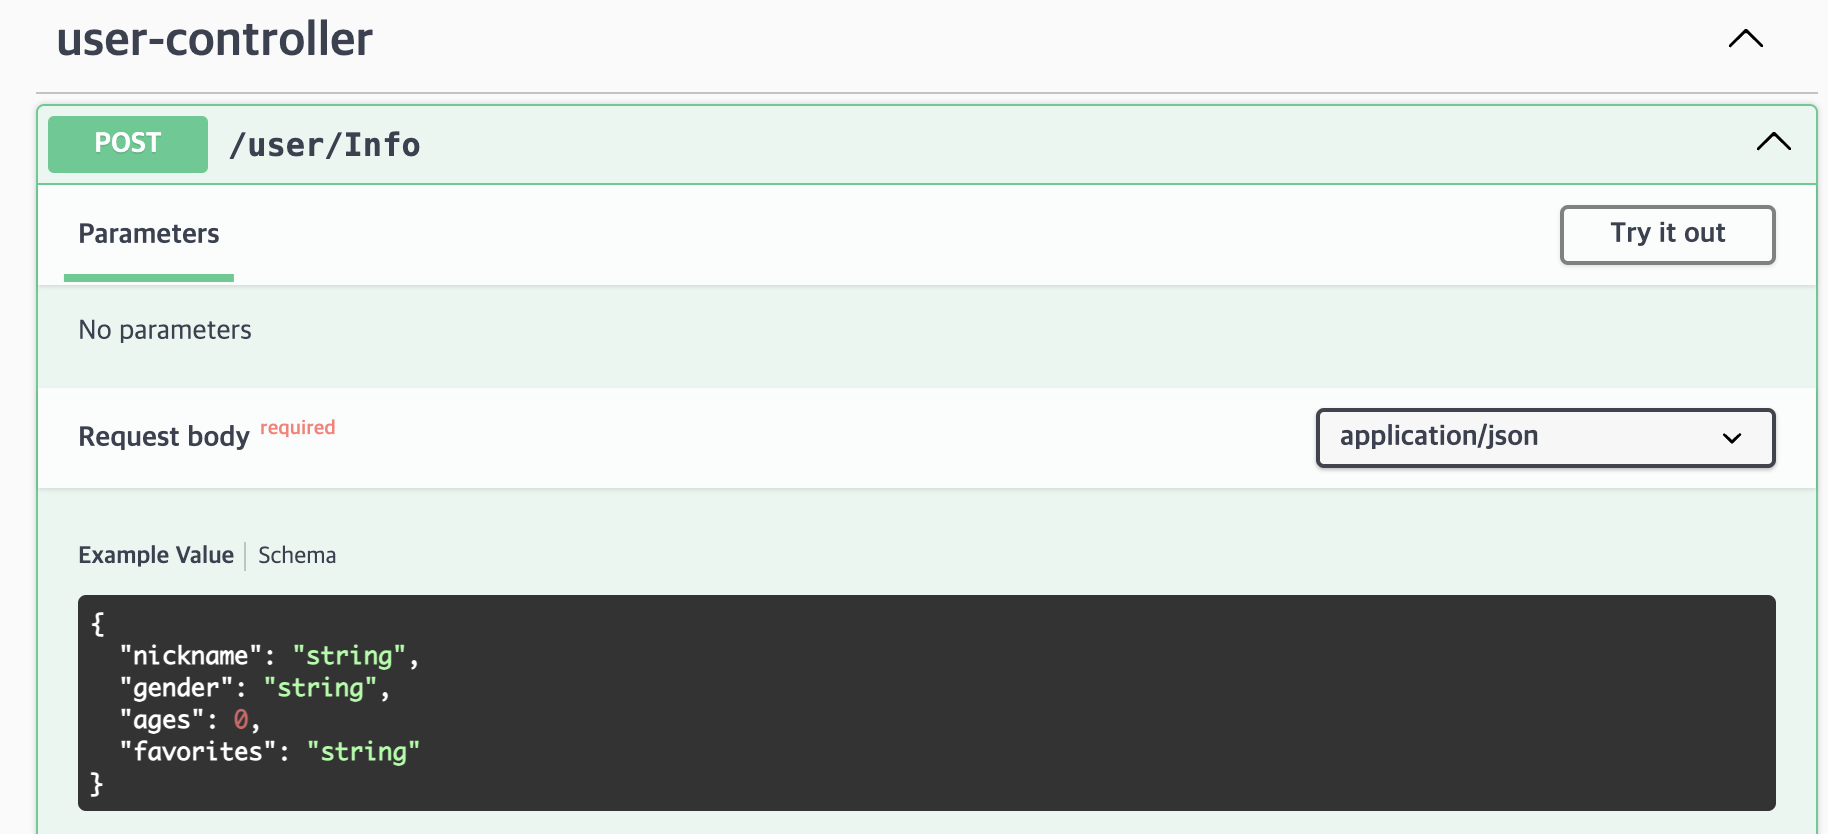 user-controller
POST /user/Info
Parameters Try it out
No parameters
Request body required application/json
Example Value Schema
{
  "nickname": "string",
  "gender": "string",
  "ages": 0,
  "favorites": "string"
}